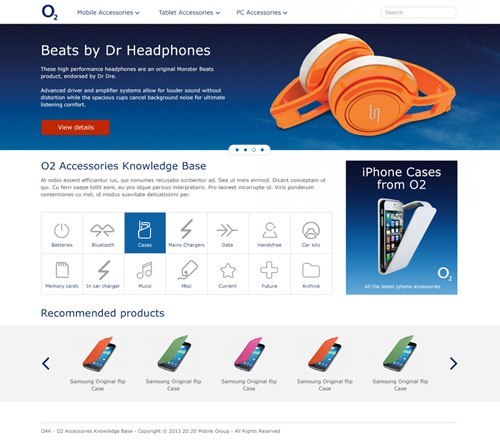 O2
Mobile Accessories
Tablet Accessories
PC Accessories
Search
Beats by Dr Headphones
These high performance headphones are an original Monster Beats
product, endorsed by Dr Dre.
Advanced driver and amplifier systems allow for louder sound without
distortion while the spacious cups cancel background noise for ultimate
listening comfort.
View details
O2 Accessories Knowledge Base
At nobis essent efficiantur ius, qui nonumes recusabo scribentur ad. Sea ut meis eirmod. Dicant conceptam ut
qui. Cu ferri saepe tollit eam, eu pro idque persius interpretaris. Pro laoreet incorrupte id. Viris ponderum
contentiones cu mel, id modus suavitate delicatissimi per.
iPhone Cases
from O2
Batteries
Bluetooth
Cases
Mains Chargers
Data
Handsfree
Car kits
Memory cards
In car charger
Music
Misc
Current
Future
Archive
O2
All the latest iphone accessories
Recommended products
Samsung Original flip
Case
Samsung Original flip
Case
Samsung Original flip
Case
Samsung Original flip
Case
Samsung Original flip
Case
OAK - O2 Accessories Knowledge Base - Copyright © 2013 20:20 Mobile Group - All Rights Reserved